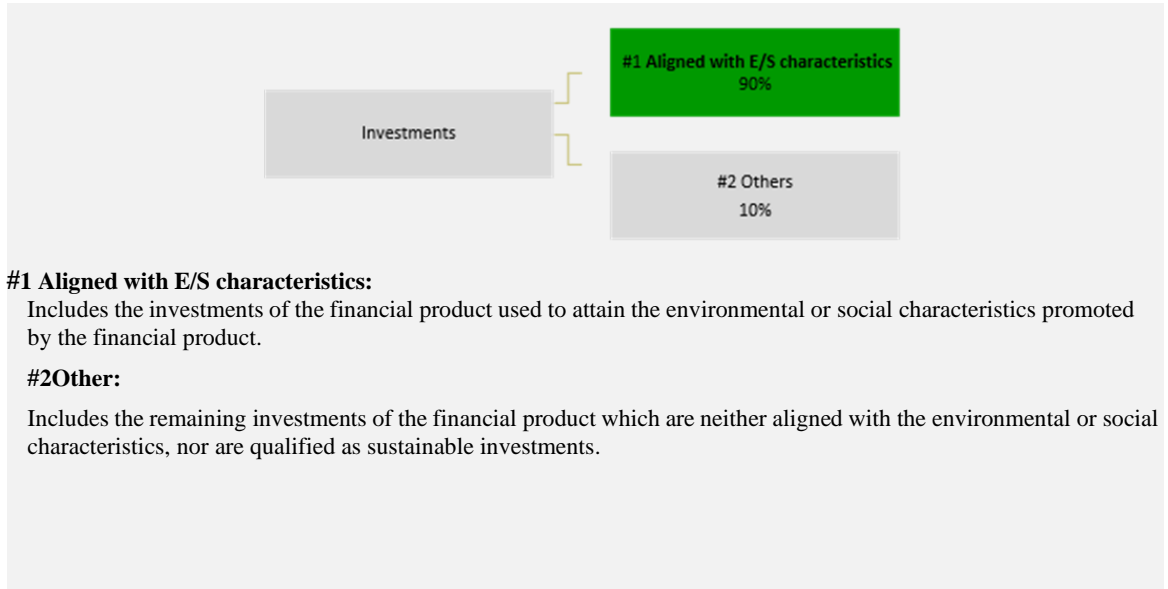 #1 Aligned with E/S characteristics
90%
Investments
#2 Others
10%
#1 Aligned with E/S characteristics:
Includes the investments of the financial product used to attain the environmental or social characteristics promoted
by the financial product.
#2Other:
Includes the remaining investments of the financial product which are neither aligned with the environmental or social
characteristics, nor are qualified as sustainable investments.